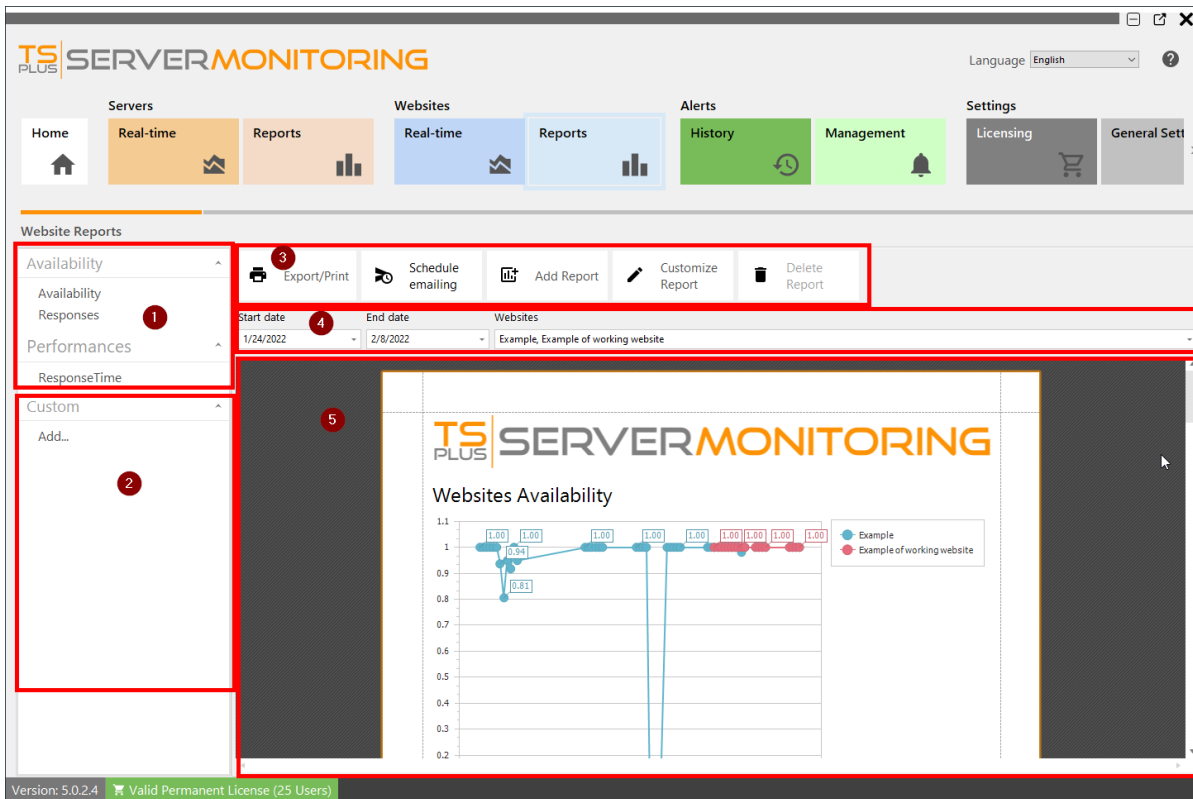 TS PLUS SERVERMONITORING
Language English
Servers
Websites
Alerts
Settings
Home
Real-time
Reports
Real-time
Reports
History
Management
Licensing
General Sett
Website Reports
Availability
Availability
Responses
1
Performances
ResponseTime
Custom
Add...
2
3
Export/Print
Schedule
emailing
Add Report
Customize
Report
Delete
Report
Start date
End date
Websites
4
1/24/2022
2/8/2022
Example, Example of working website
5
TS PLUS SERVERMONITORING
Websites Availability
1.1
1
0.9
0.8
0.7
0.6
0.5
0.4
0.3
0.2
1.00
1.00
1.00
1.00
1.00
1.00
1.00
1.00
1.00
0.94
0.81
Example
Example of working website
Version: 5.0.2.4
Valid Permanent License (25 Users)